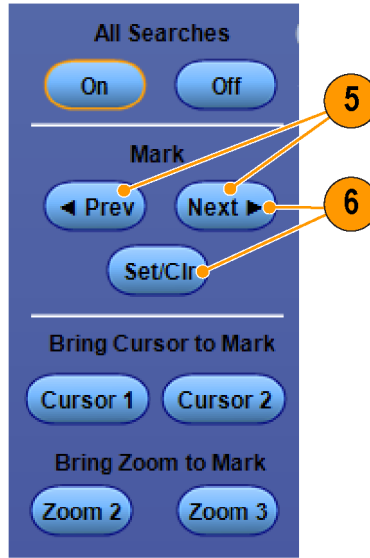 All Searches
On Off
5
Mark
◄ Prev Next ►
6
Set/Clr
Bring Cursor to Mark
Cursor 1 Cursor 2
Bring Zoom to Mark
Zoom 2 Zoom 3